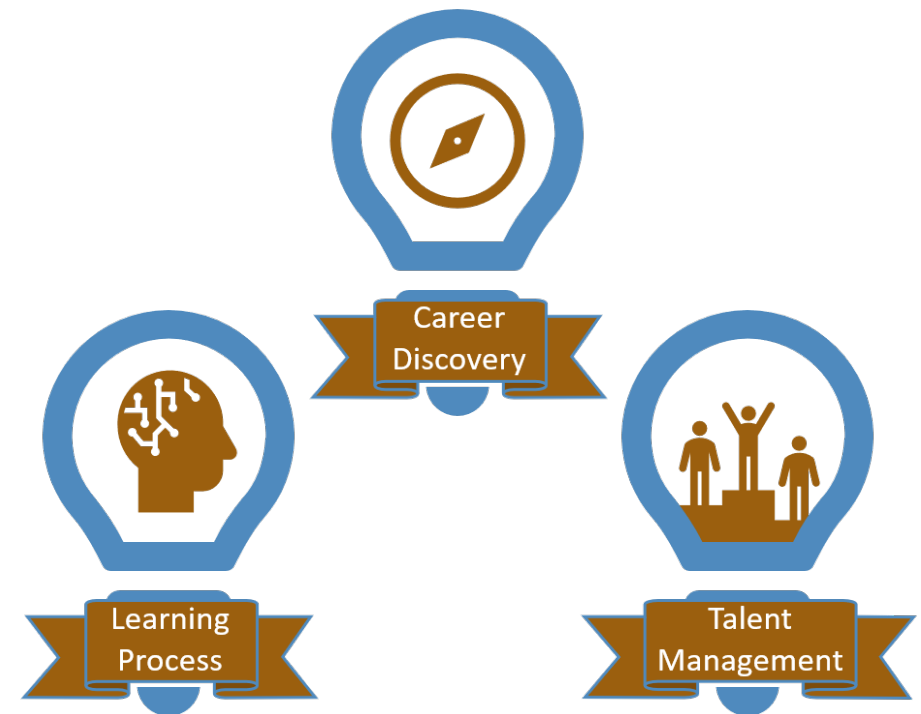 Career
Discovery
Learning
Process
Talent
Management